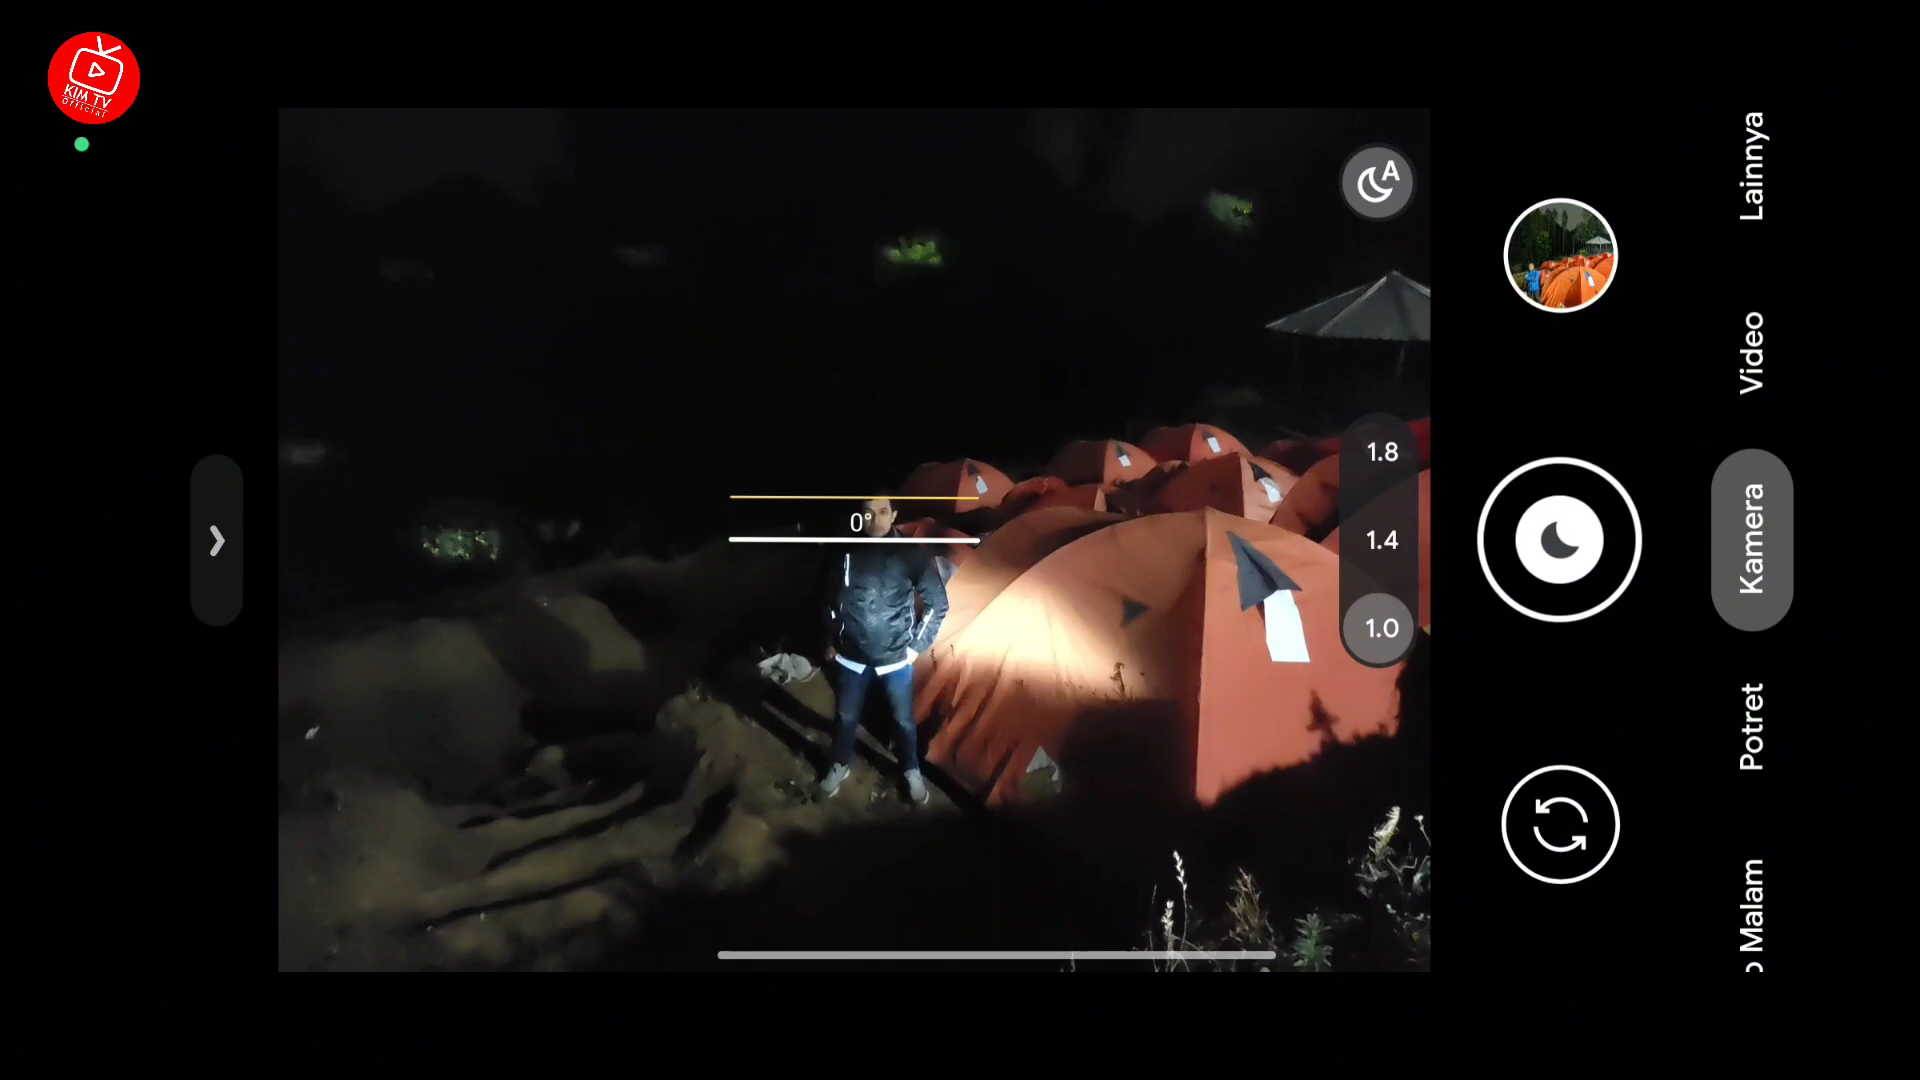 KIM TV
Official
A
1.8
1.4
1.0
0°
Lainnya
Video
Kamera
Potret
o Malam